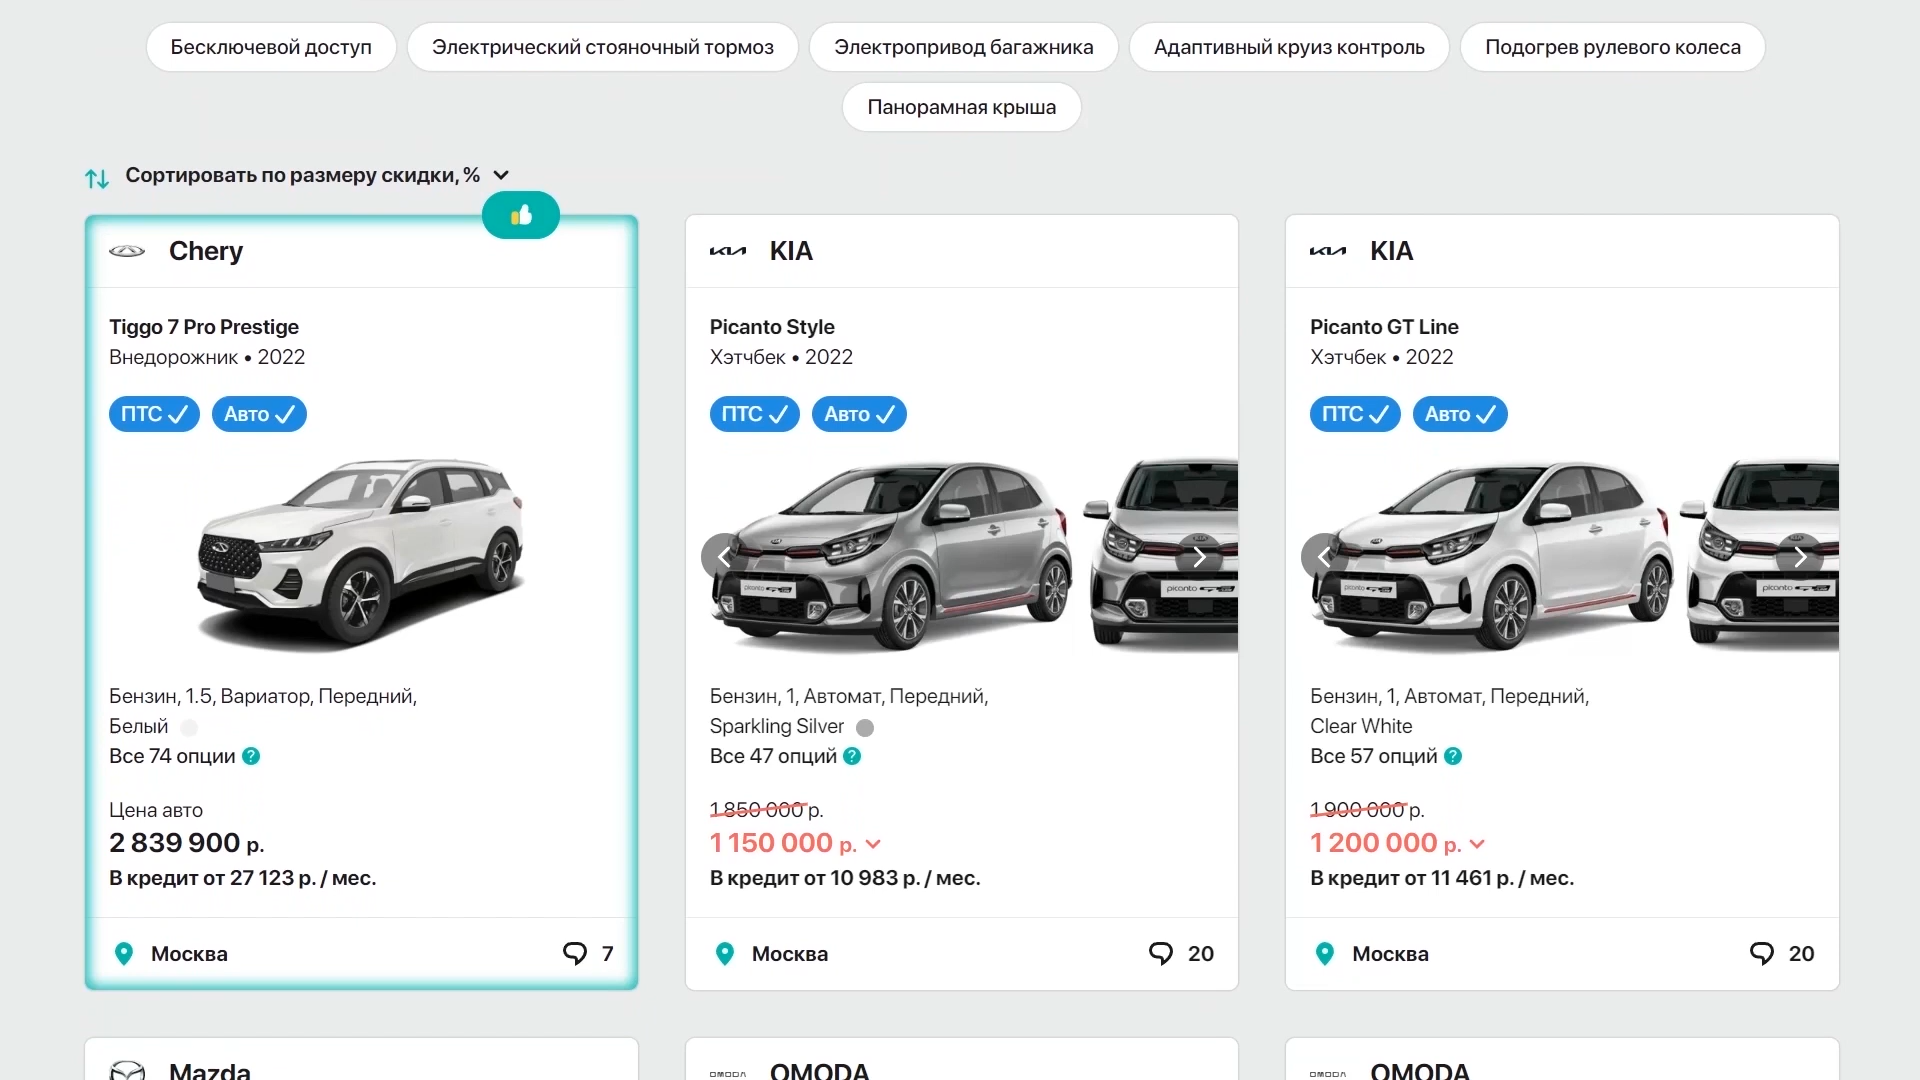 Бесключевой доступ
Электрический стояночный тормоз
Электропривод багажника
Адаптивный круиз контроль
Подогрев рулевого колеса
Панорамная крыша
Сортировать по размеру скидки, %
Chery
Tiggo 7 Pro Prestige
Внедорожник • 2022
ПТС Авто
Бензин, 1.5, Вариатор, Передний,
Белый
Все 74 опции ?
Цена авто
2 839 900 р.
В кредит от 27 123 р. / мес.
Москва 7
KIA
Picanto Style
Хэтчбек • 2022
ПТС Авто
picanto
picanto
Бензин, 1, Автомат, Передний,
Sparkling Silver
Все 47 опций ?
1 850 000 р.
1 150 000 р.
В кредит от 10 983 р. / мес.
Москва 20
KIA
Picanto GT Line
Хэтчбек • 2022
ПТС Авто
picanto
picanto
Бензин, 1, Автомат, Передний,
Clear White
Все 57 опций ?
1 900 000 р.
1 200 000 р.
В кредит от 11 461 р. / мес.
Москва 20
Mazda
OMODA
OMODA